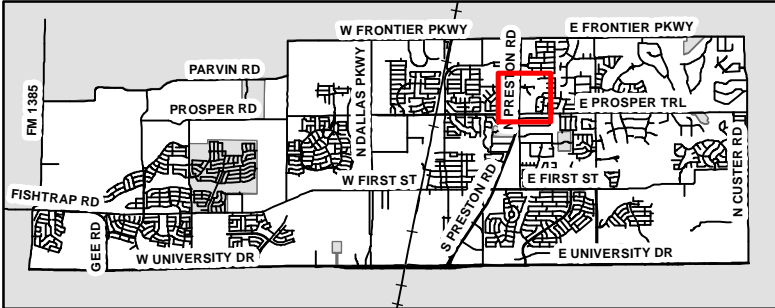 W FRONTIER PKWY
E FRONTIER PKWY
PARVIN RD
N DALLAS PKWY
N PRESTON RD
FM 1385
PROSPER RD
E PROSPER TRL
W FIRST ST
E FIRST ST
N CUSTER RD
FISHTRAP RD
S PRESTON RD
GEE RD
W UNIVERSITY DR
E UNIVERSITY DR